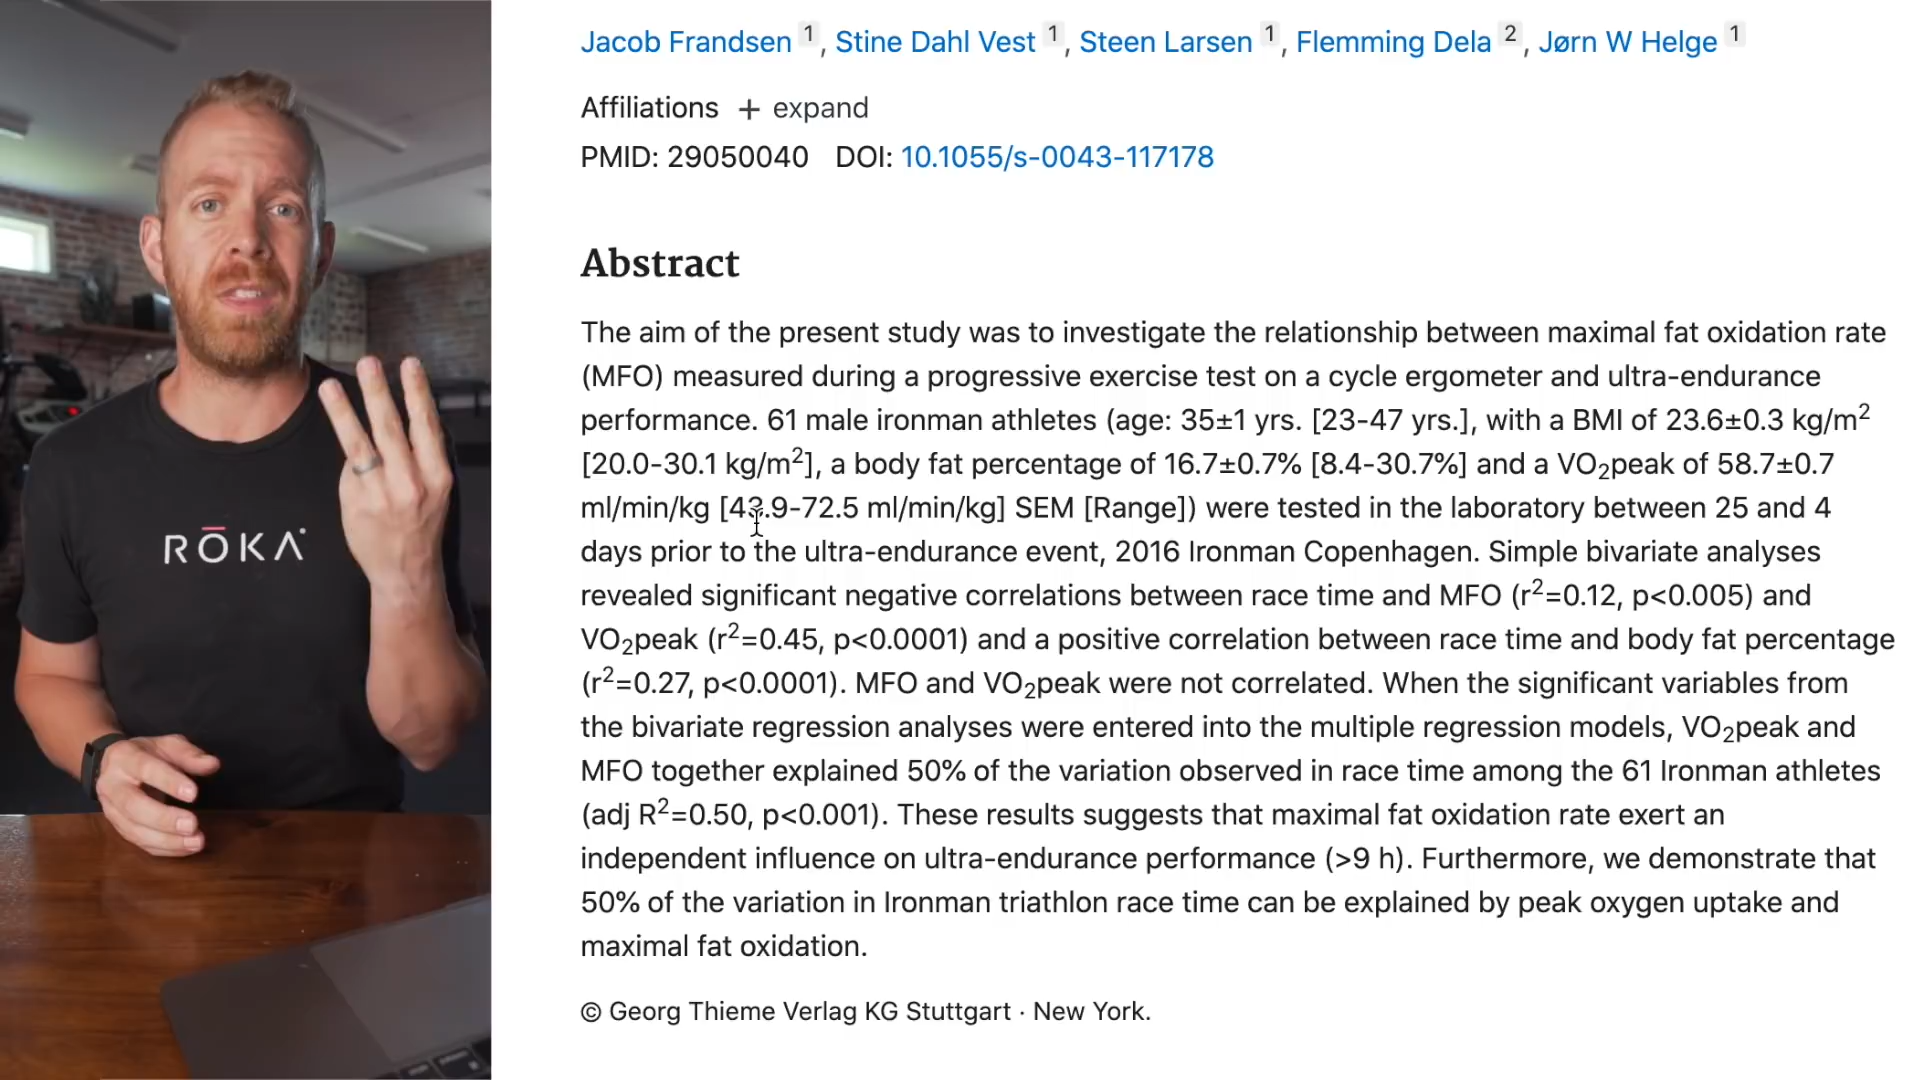 Jacob Frandsen 1, Stine Dahl Vest 1, Steen Larsen 1, Flemming Dela 2, Jørn W Helge 1
Affiliations + expand
PMID: 29050040 DOI: 10.1055/s-0043-117178
Abstract
The aim of the present study was to investigate the relationship between maximal fat oxidation rate
(MFO) measured during a progressive exercise test on a cycle ergometer and ultra-endurance
performance. 61 male ironman athletes (age: 35±1 yrs. [23-47 yrs.], with a BMI of 23.6±0.3 kg/m²
[20.0-30.1 kg/m²], a body fat percentage of 16.7±0.7% [8.4-30.7%] and a VO₂peak of 58.7±0.7
ml/min/kg [43.9-72.5 ml/min/kg] SEM [Range]) were tested in the laboratory between 25 and 4
days prior to the ultra-endurance event, 2016 Ironman Copenhagen. Simple bivariate analyses
revealed significant negative correlations between race time and MFO (r²=0.12, p<0.005) and
VO₂peak (r²=0.45, p<0.0001) and a positive correlation between race time and body fat percentage
(r²=0.27, p<0.0001). MFO and VO₂peak were not correlated. When the significant variables from
the bivariate regression analyses were entered into the multiple regression models, VO₂peak and
MFO together explained 50% of the variation observed in race time among the 61 Ironman athletes
(adj R²=0.50, p<0.001). These results suggests that maximal fat oxidation rate exert an
independent influence on ultra-endurance performance (>9 h). Furthermore, we demonstrate that
50% of the variation in Ironman triathlon race time can be explained by peak oxygen uptake and
maximal fat oxidation.
© Georg Thieme Verlag KG Stuttgart · New York.
RŌKA